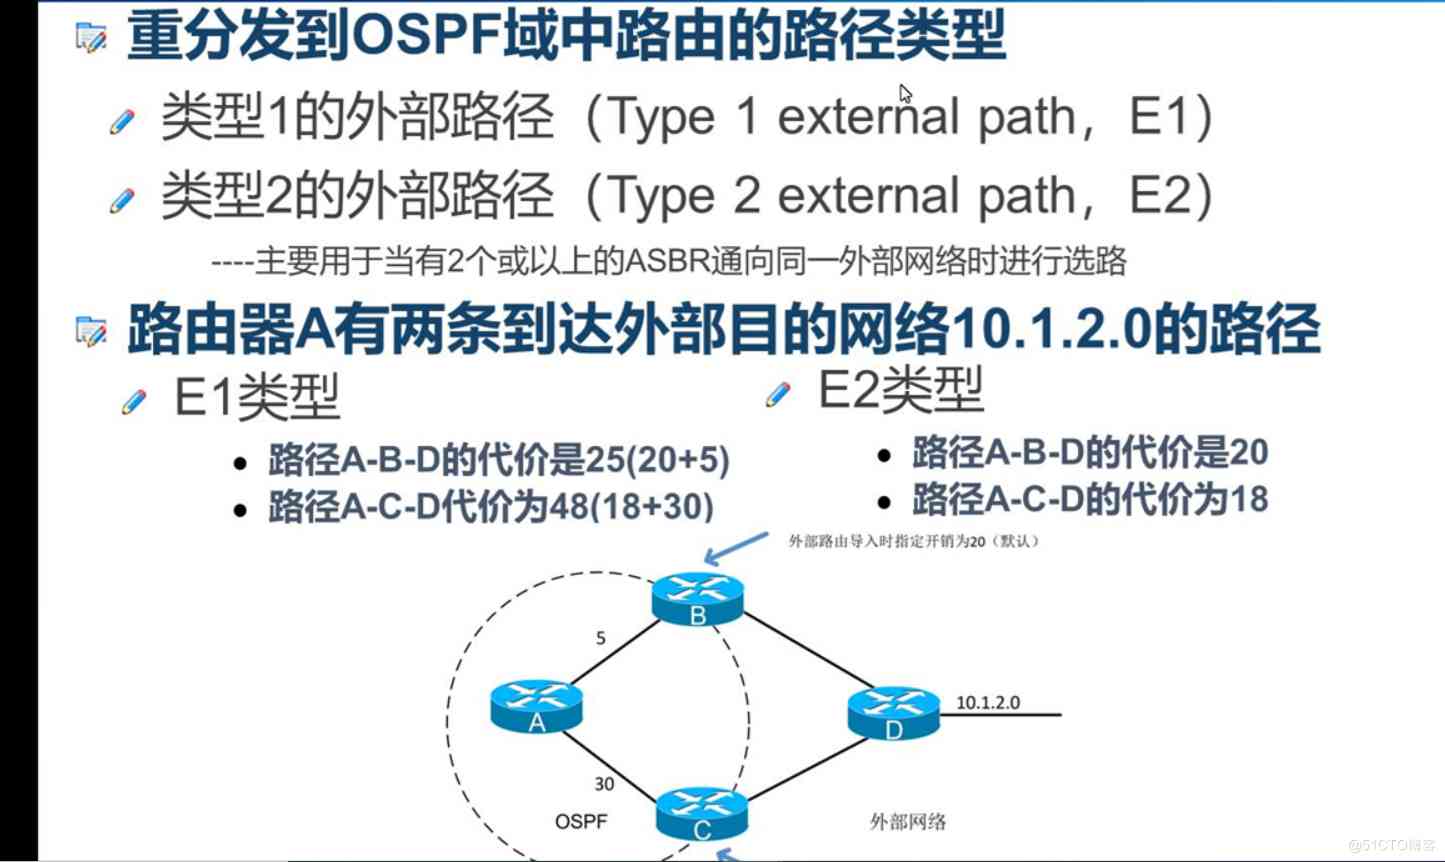 重分发到OSPF域中路由的路径类型
类型1的外部路径（Type 1 external path，E1）
类型2的外部路径（Type 2 external path，E2）
----主要用于当有2个或以上的ASBR通向同一外部网络时进行选路
路由器A有两条到达外部目的网络10.1.2.0的路径
E1类型
路径A-B-D的代价是25(20+5)
路径A-C-D代价为48(18+30)
E2类型
路径A-B-D的代价是20
路径A-C-D的代价为18
外部路由导入时指定开销为20（默认）
B
5
A
10.1.2.0
D
30
OSPF
C
外部网络
@51CTO博客